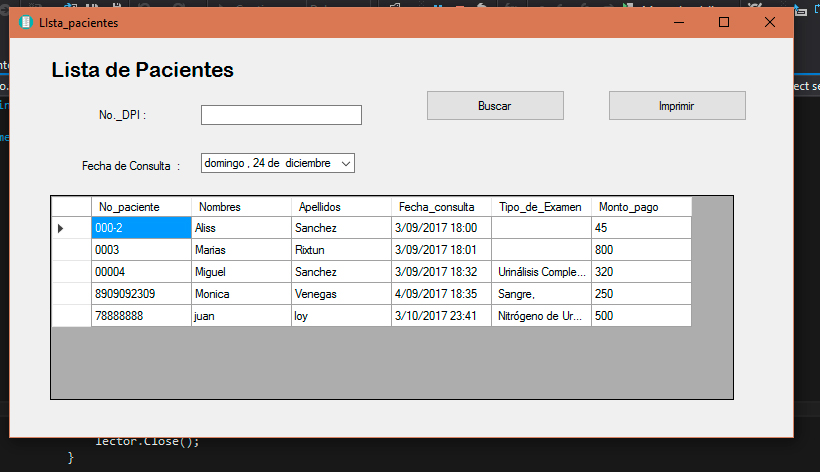 LIsta_pacientes
Lista de Pacientes
No._DPI :
Buscar
Imprimir
ect se
Fecha de Consulta :
domingo , 24 de diciembre
No_paciente Nombres Apellidos Fecha_consulta Tipo_de_Examen Monto_pago
000-2 Aliss Sanchez 3/09/2017 18:00 45
0003 Marias Rixtun 3/09/2017 18:01 800
00004 Miguel Sanchez 3/09/2017 18:32 Urinálisis Comple... 320
8909092309 Monica Venegas 4/09/2017 18:35 Sangre, 250
78888888 juan loy 3/10/2017 23:41 Nitrógeno de Ur... 500
lector.Close();
}